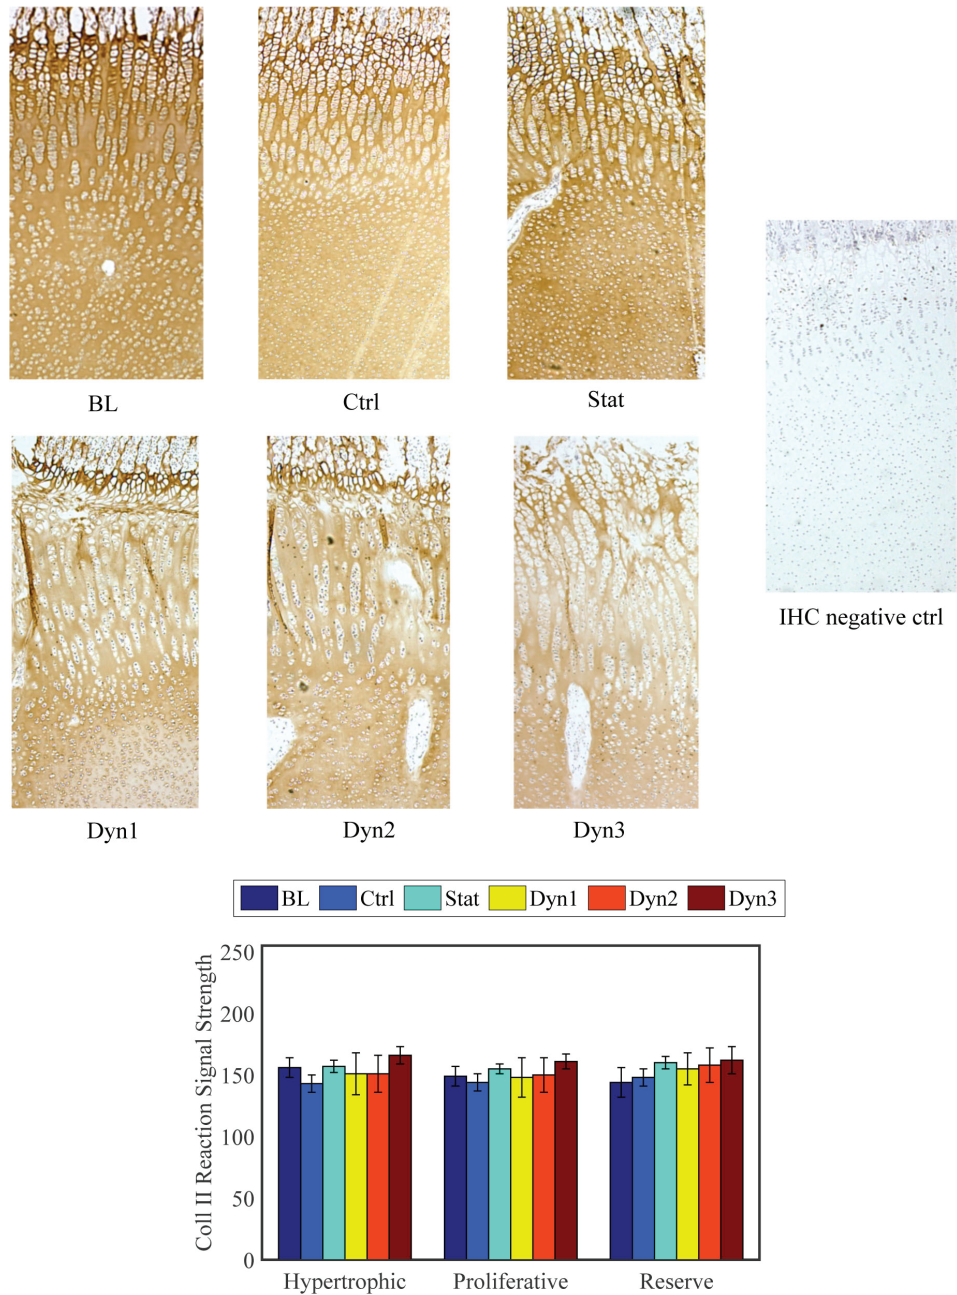 BL
Ctrl
Stat
IHC negative ctrl
Dyn1
Dyn2
Dyn3
BL Ctrl Stat Dyn1 Dyn2 Dyn3
Coll II Reaction Signal Strength
250
200
150
100
50
0
Hypertrophic Proliferative Reserve